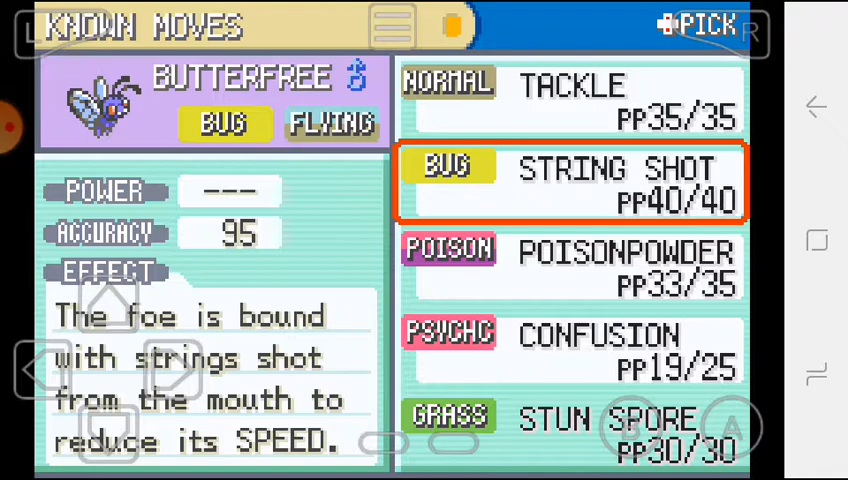 KNOWN MOVES
PICK
L
R
BUTTERFREE ♂
BUG FLYING
POWER ---
ACCURACY 95
EFFECT
The foe is bound
with strings shot
from the mouth to
reduce its SPEED.
NORMAL TACKLE
PP35/35
BUG STRING SHOT
PP40/40
POISON POISONPOWDER
PP33/35
PSYCHC CONFUSION
PP19/25
GRASS STUN SPORE
PP30/30
B A